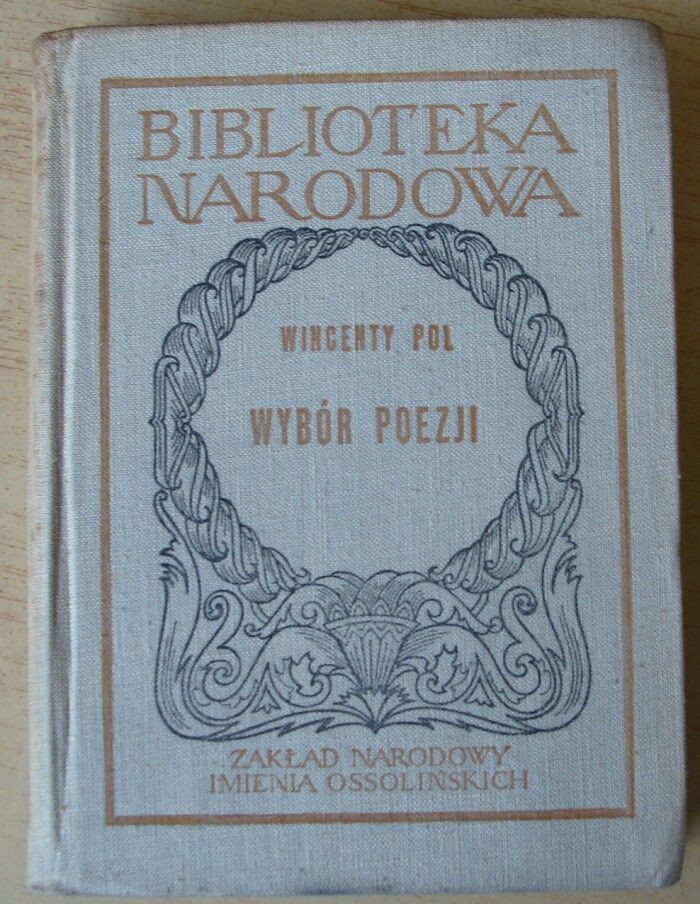 BIBLIOTEKA
NARODOWA
WINCENTY POL
WYBÓR POEZJI
ZAKŁAD NARODOWY
IMIENIA OSSOLIŃSKICH